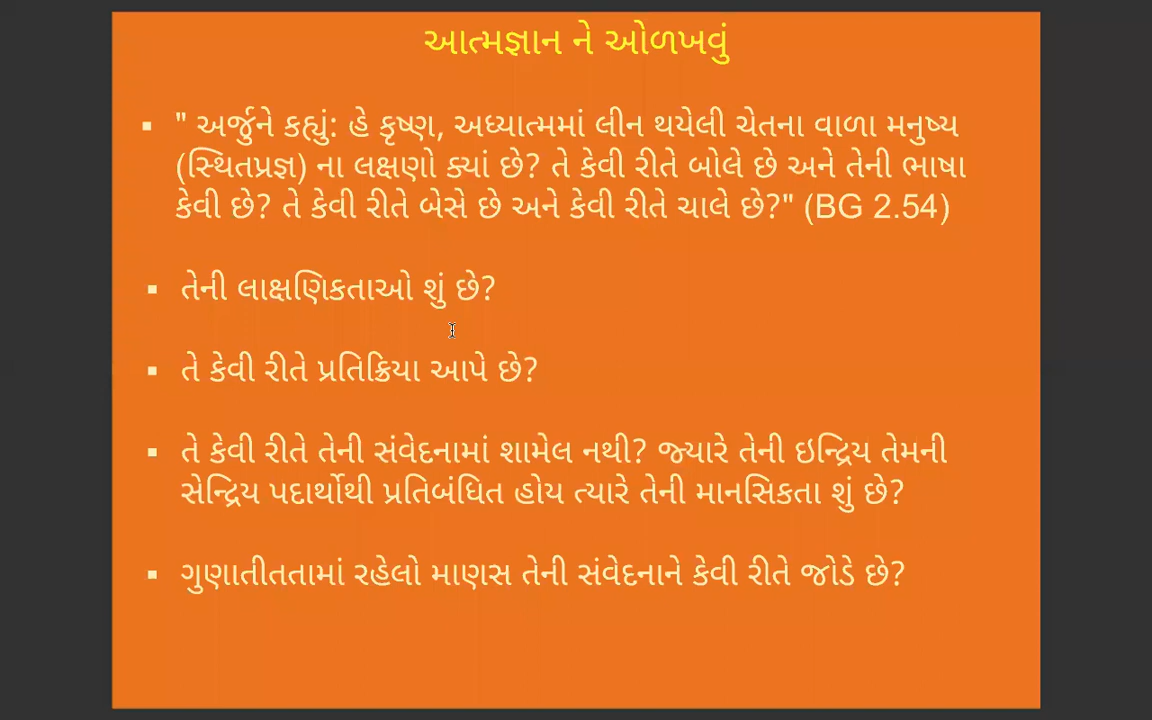 આત્મજ્ઞાન ને ઓળખવું
▪ " અર્જુને કહ્યું: હે કૃષ્ણ, અધ્યાત્મમાં લીન થયેલી ચેતના વાળા મનુષ્ય
(સ્થિતપ્રજ્ઞ) ના લક્ષણો ક્યાં છે? તે કેવી રીતે બોલે છે અને તેની ભાષા
કેવી છે? તે કેવી રીતે બેસે છે અને કેવી રીતે ચાલે છે?" (BG 2.54)
▪ તેની લાક્ષણિકતાઓ શું છે?
▪ તે કેવી રીતે પ્રતિક્રિયા આપે છે?
▪ તે કેવી રીતે તેની સંવેદનામાં શામેલ નથી? જ્યારે તેની ઇન્દ્રિય તેમની
સેન્દ્રિય પદાર્થોથી પ્રતિબંધિત હોય ત્યારે તેની માનસિકતા શું છે?
▪ ગુણાતીતતામાં રહેલો માણસ તેની સંવેદનાને કેવી રીતે જોડે છે?